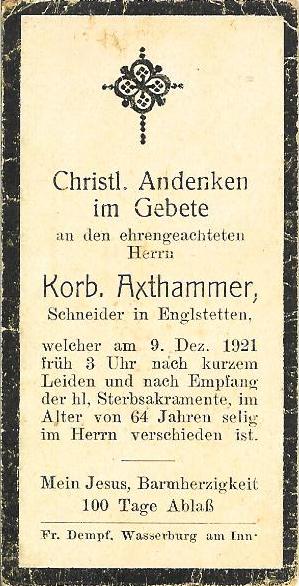 Christl. Andenken
im Gebete
an den ehrengeachteten
Herrn
Korb. Axthammer,
Schneider in Englstetten,
welcher am 9. Dez. 1921
früh 3 Uhr nach kurzem
Leiden und nach Empfang
der hl, Sterbsakramente, im
Alter von 64 Jahren selig
im Herrn verschieden ist.
Mein Jesus, Barmherzigkeit
100 Tage Ablaß
Fr. Dempf, Wasserburg am Inn·